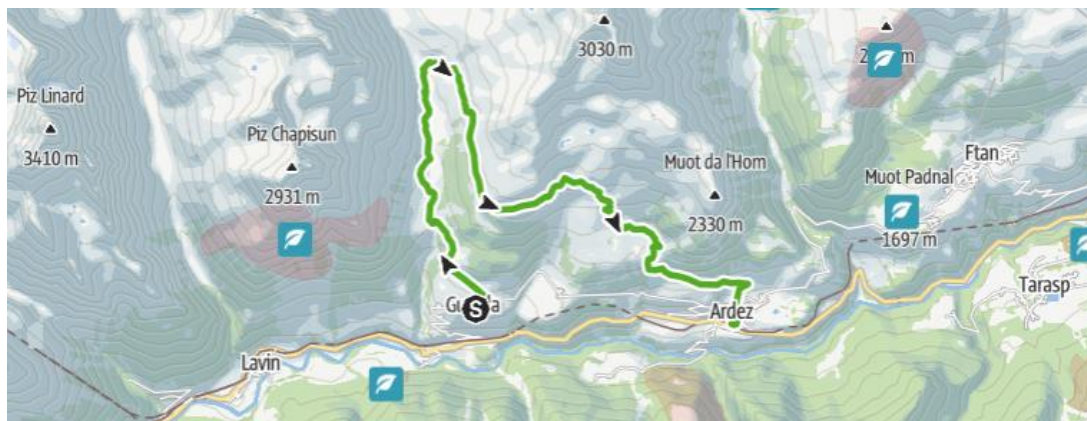 3030 m
Piz Linard
3410 m
Piz Chapisun
2931 m
Muot da l'Hom
2330 m
Ftan
Muot Padnal
1697 m
Tarasp
S
Ardez
Lavin